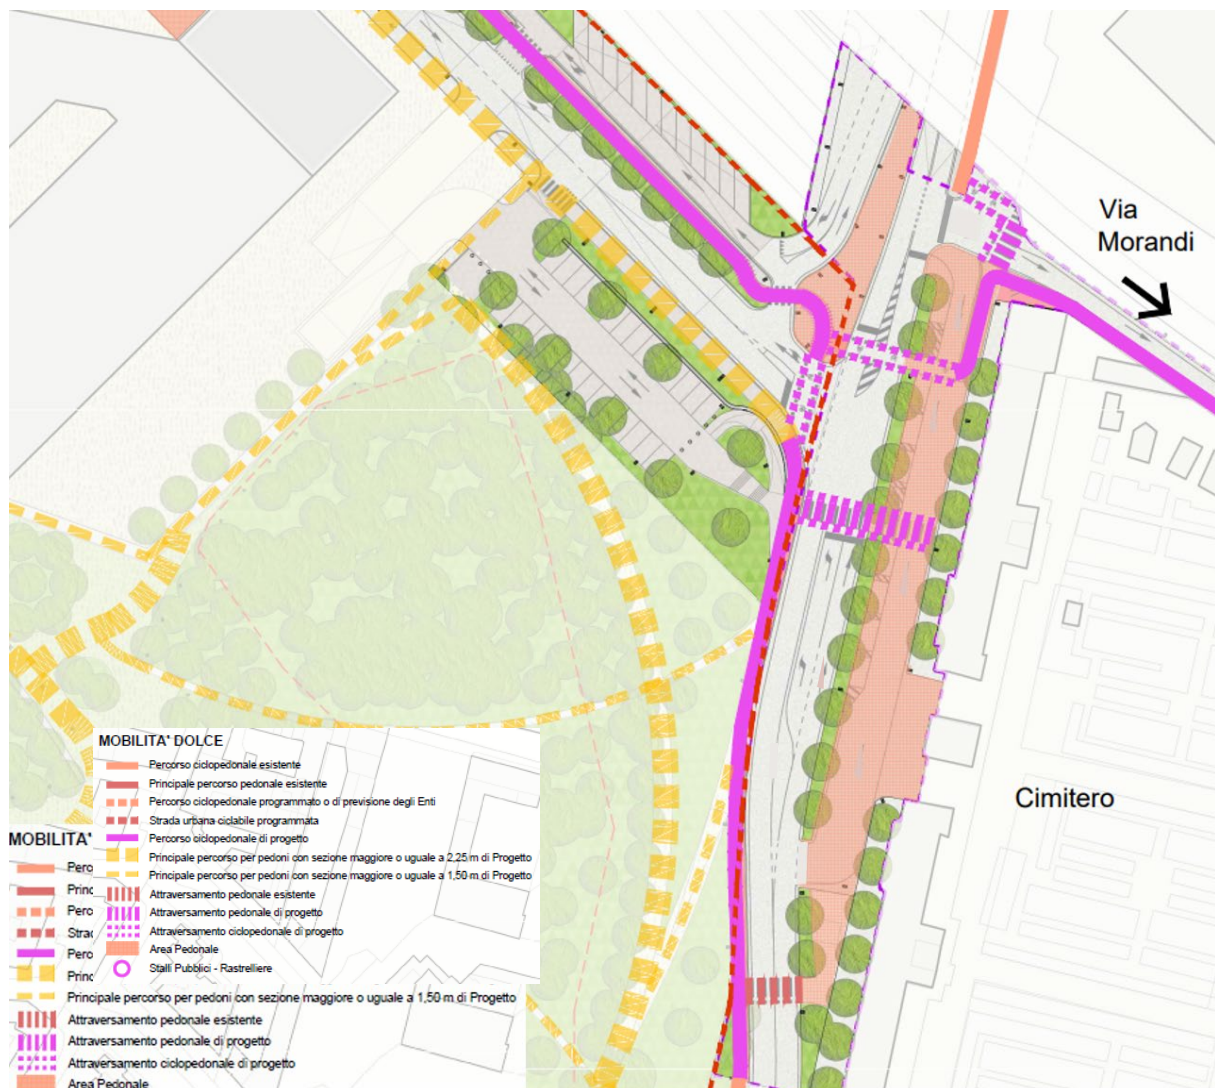 Via
Morandi
Cimitero
MOBILITA' DOLCE
Percorso ciclopedonale esistente
Principale percorso pedonale esistente
Percorso ciclopedonale programmato o di previsione degli Enti
Strada urbana ciclabile programmata
Percorso ciclopedonale di progetto
Principale percorso per pedoni con sezione maggiore o uguale a 2,25 m di Progetto
Principale percorso per pedoni con sezione maggiore o uguale a 1,50 m di Progetto
Attraversamento pedonale esistente
Attraversamento pedonale di progetto
Attraversamento ciclopedonale di progetto
Area Pedonale
Stalli Pubblici - Rastrelliere
MOBILITA'
Perc
Princ
Perc
Strac
Perc
Princ
Principale percorso per pedoni con sezione maggiore o uguale a 1,50 m di Progetto
Attraversamento pedonale esistente
Attraversamento pedonale di progetto
Attraversamento ciclopedonale di progetto
Area Pedonale